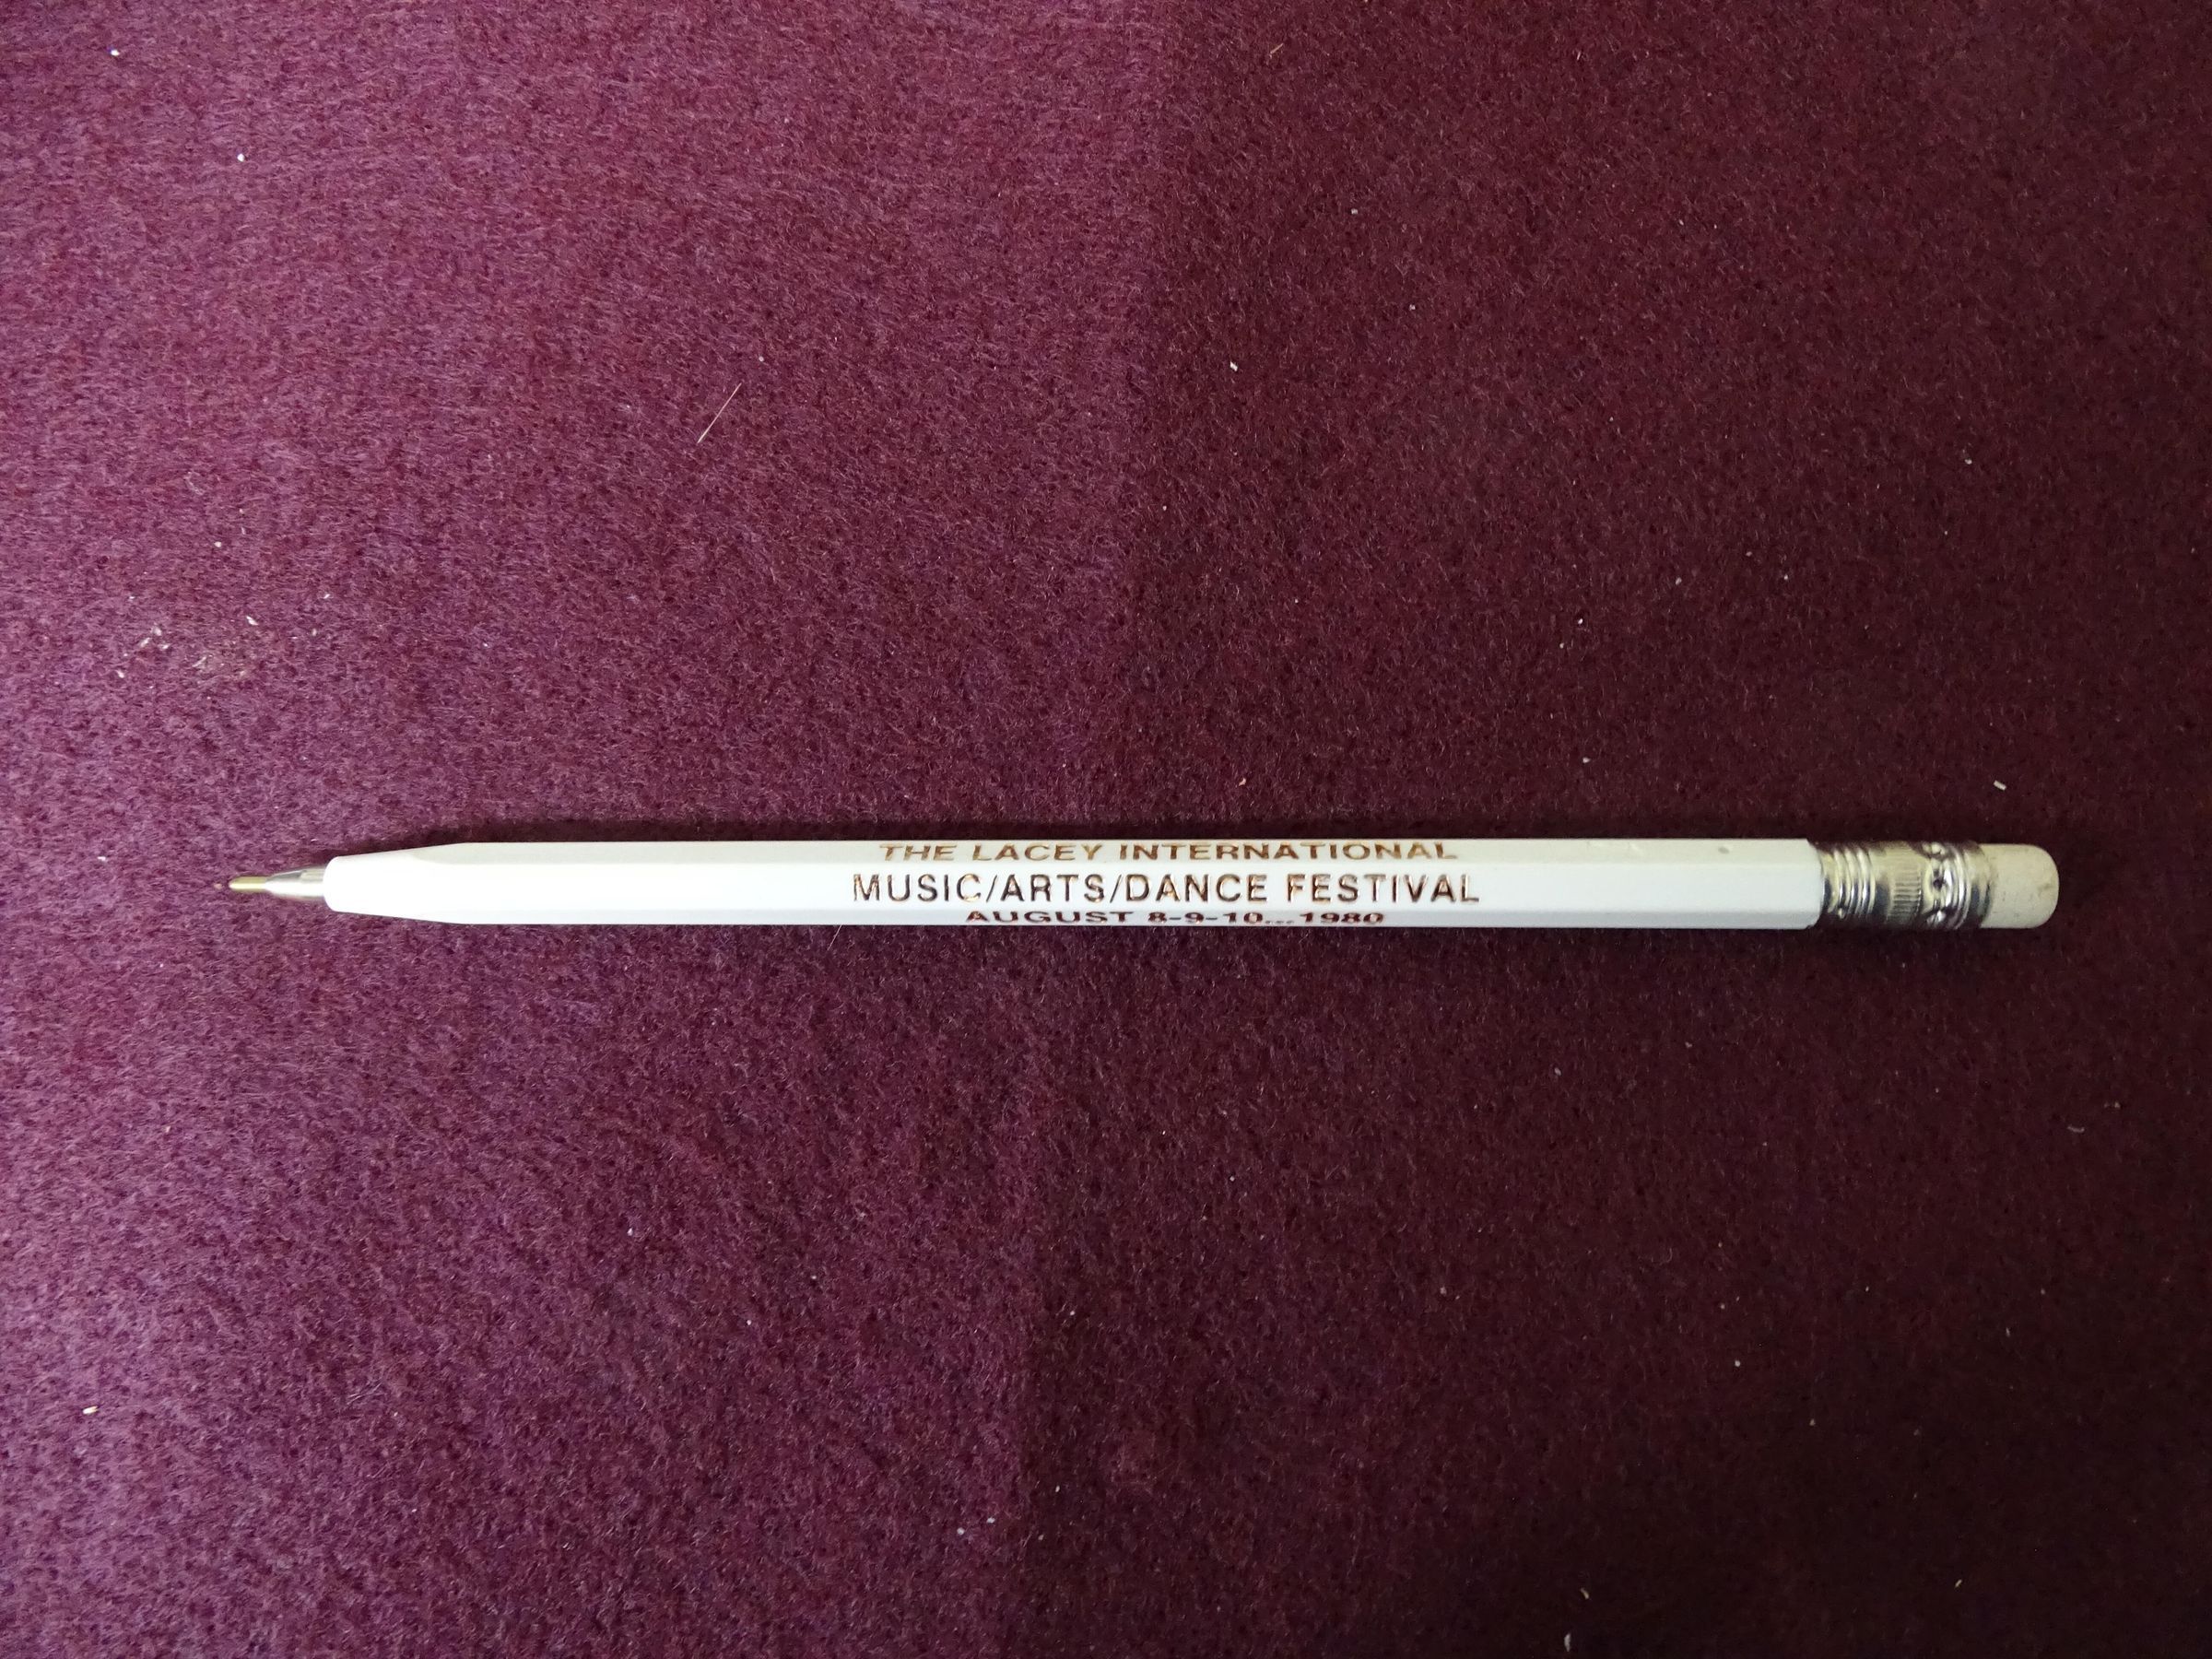 THE LACEY INTERNATIONAL
MUSIC/ARTS/DANCE FESTIVAL
AUGUST 8-9-10...1980